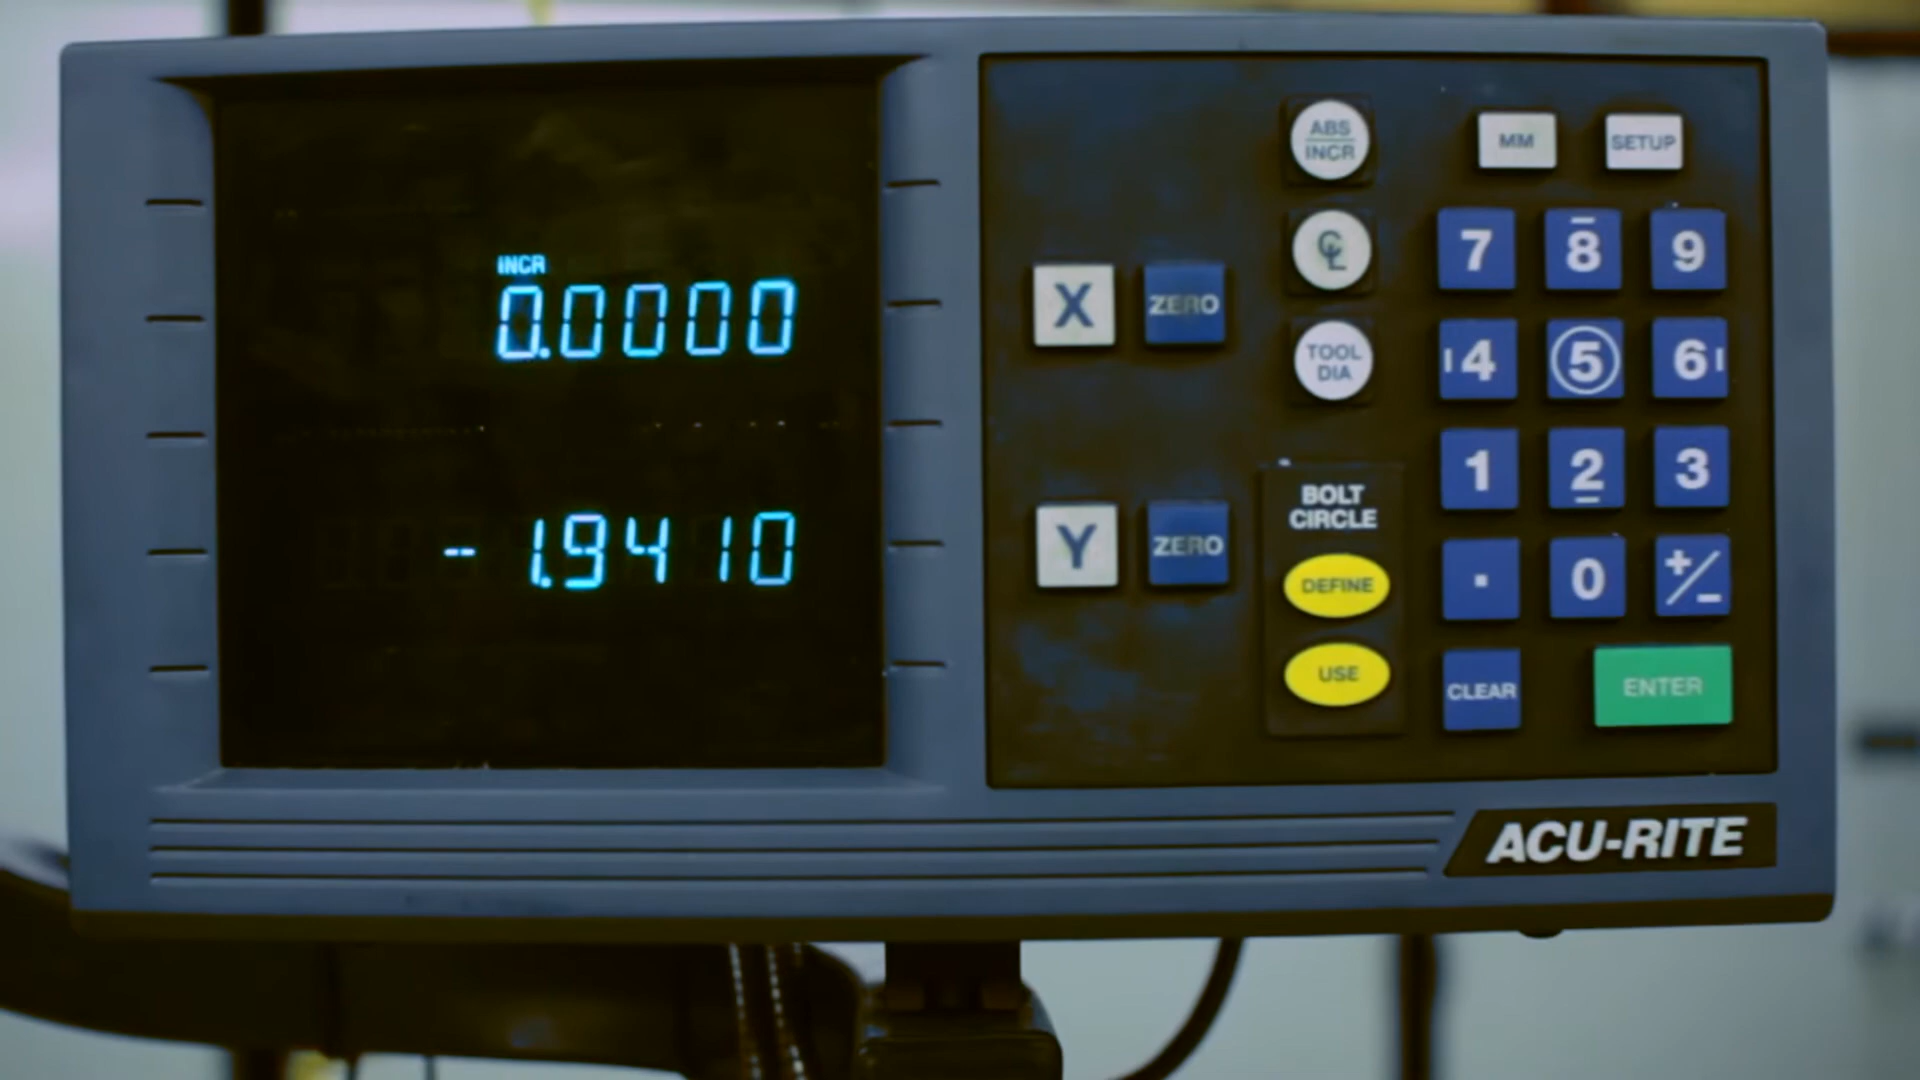 INCR
0.0000
-1.9410
X ZERO
Y ZERO
ABS
INCR
℄
TOOL
DIA
BOLT
CIRCLE
DEFINE
USE
MM SETUP
7 8 9
4 5 6
1 2 3
. 0 +/-
CLEAR ENTER
ACU-RITE